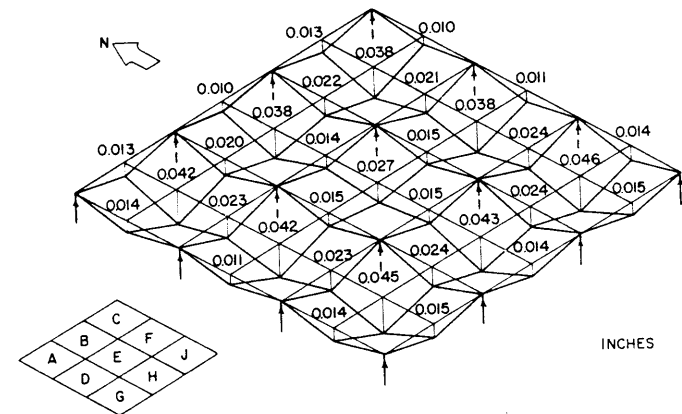 0.013 0.010
N 0.038
0.010 0.022 0.021 0.011
0.038 0.038
0.013 0.020 0.014 0.015 0.024 0.014
0.042 0.027 0.046
0.014 0.023 0.015 0.015 0.024 0.015
0.042 0.043
0.011 0.023 0.024 0.014
0.045
0.014 0.015
INCHES
C
B F
A E J
D H
G